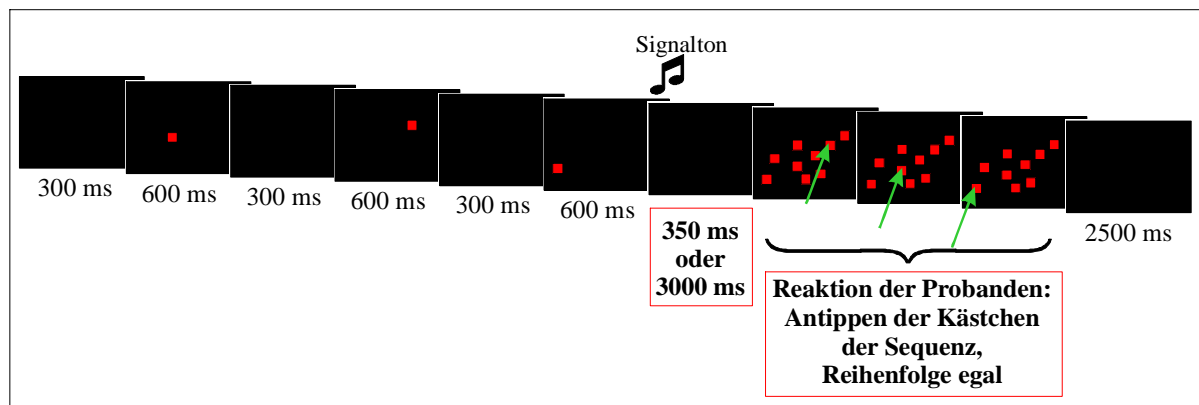 Signalton
300 ms
600 ms
300 ms
600 ms
300 ms
600 ms
350 ms
oder
3000 ms
Reaktion der Probanden:
Antippen der Kästchen
der Sequenz,
Reihenfolge egal
2500 ms